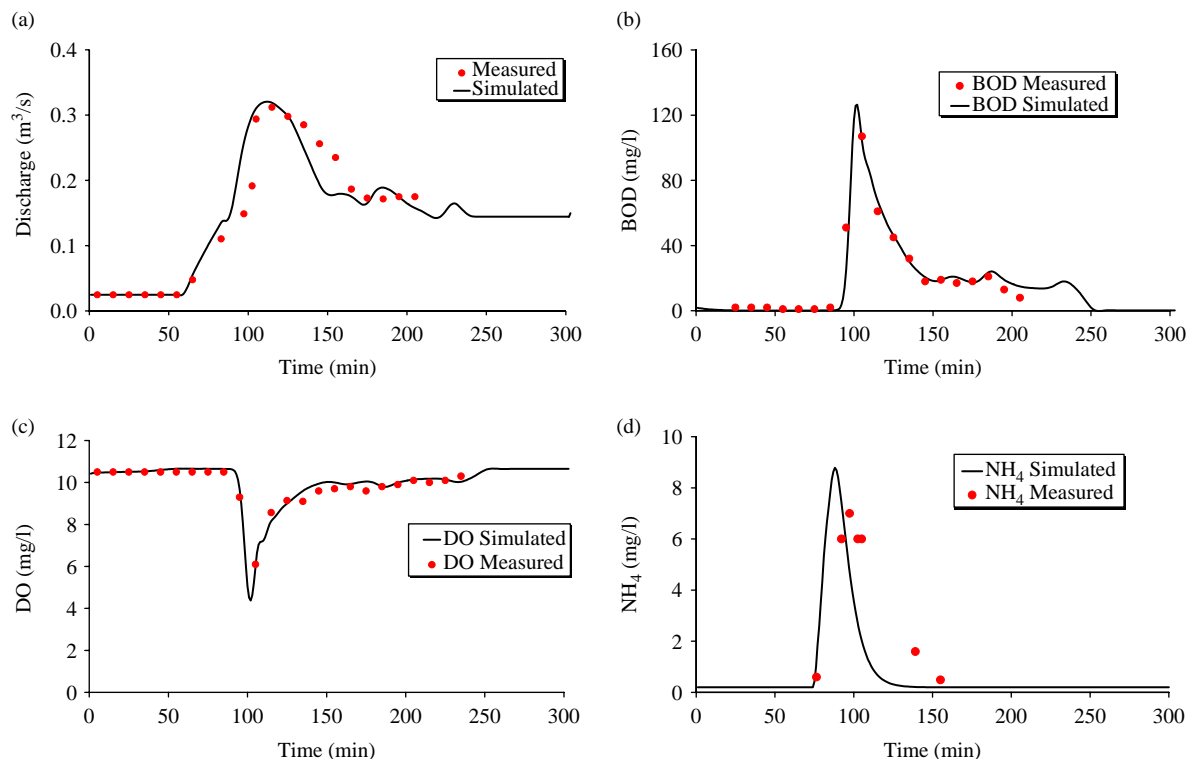 (a)
0.4
0.3
0.2
0.1
0.0
Discharge (m³/s)
Measured
Simulated
0 50 100 150 200 250 300
Time (min)
(b)
160
120
80
40
0
BOD (mg/l)
BOD Measured
BOD Simulated
0 50 100 150 200 250 300
Time (min)
(c)
12
10
8
6
4
2
0
DO (mg/l)
DO Simulated
DO Measured
0 50 100 150 200 250 300
Time (min)
(d)
10
8
6
4
2
0
NH₄ (mg/l)
NH₄ Simulated
NH₄ Measured
0 50 100 150 200 250 300
Time (min)